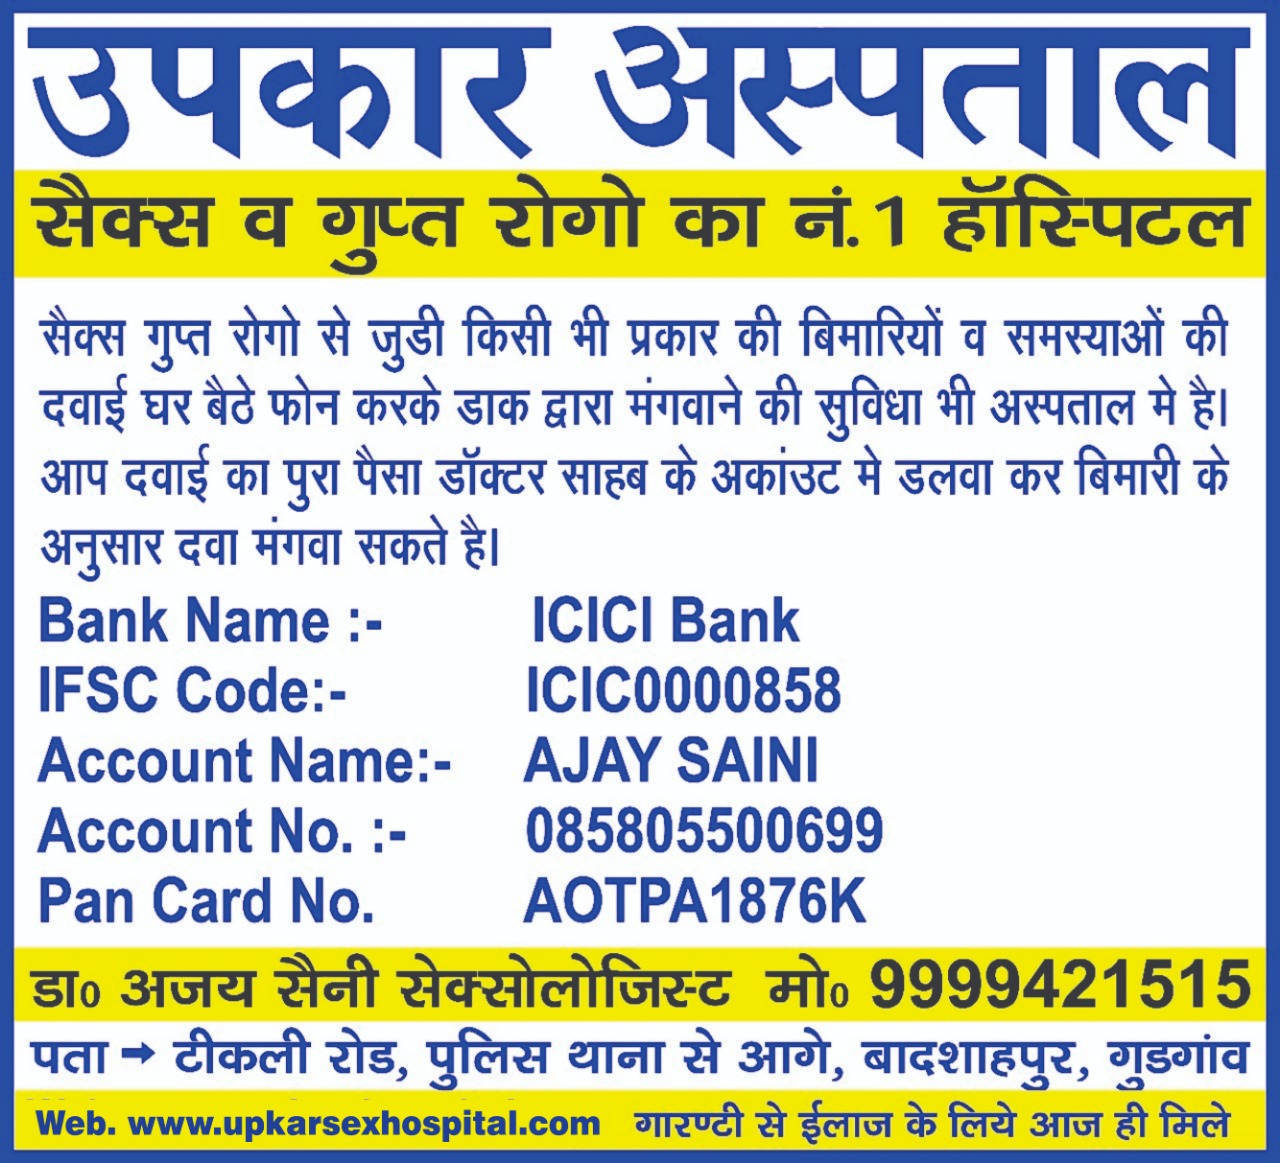 उपकार अस्पताल
सैक्स व गुप्त रोगो का नं.1 हॉस्पिटल
सैक्स गुप्त रोगो से जुडी किसी भी प्रकार की बिमारियों व समस्याओं की
दवाई घर बैठे फोन करके डाक द्वारा मंगवाने की सुविधा भी अस्पताल मे है।
आप दवाई का पुरा पैसा डॉक्टर साहब के अकांउट मे डलवा कर बिमारी के
अनुसार दवा मंगवा सकते है।
Bank Name :- ICICI Bank
IFSC Code:- ICIC0000858
Account Name:- AJAY SAINI
Account No. :- 085805500699
Pan Card No. AOTPA1876K
डा० अजय सैनी सेक्सोलोजिस्ट मो० 9999421515
पता ➡ टीकली रोड, पुलिस थाना से आगे, बादशाहपुर, गुडगांव
Web. www.upkarsexhospital.com गारण्टी से ईलाज के लिये आज ही मिले